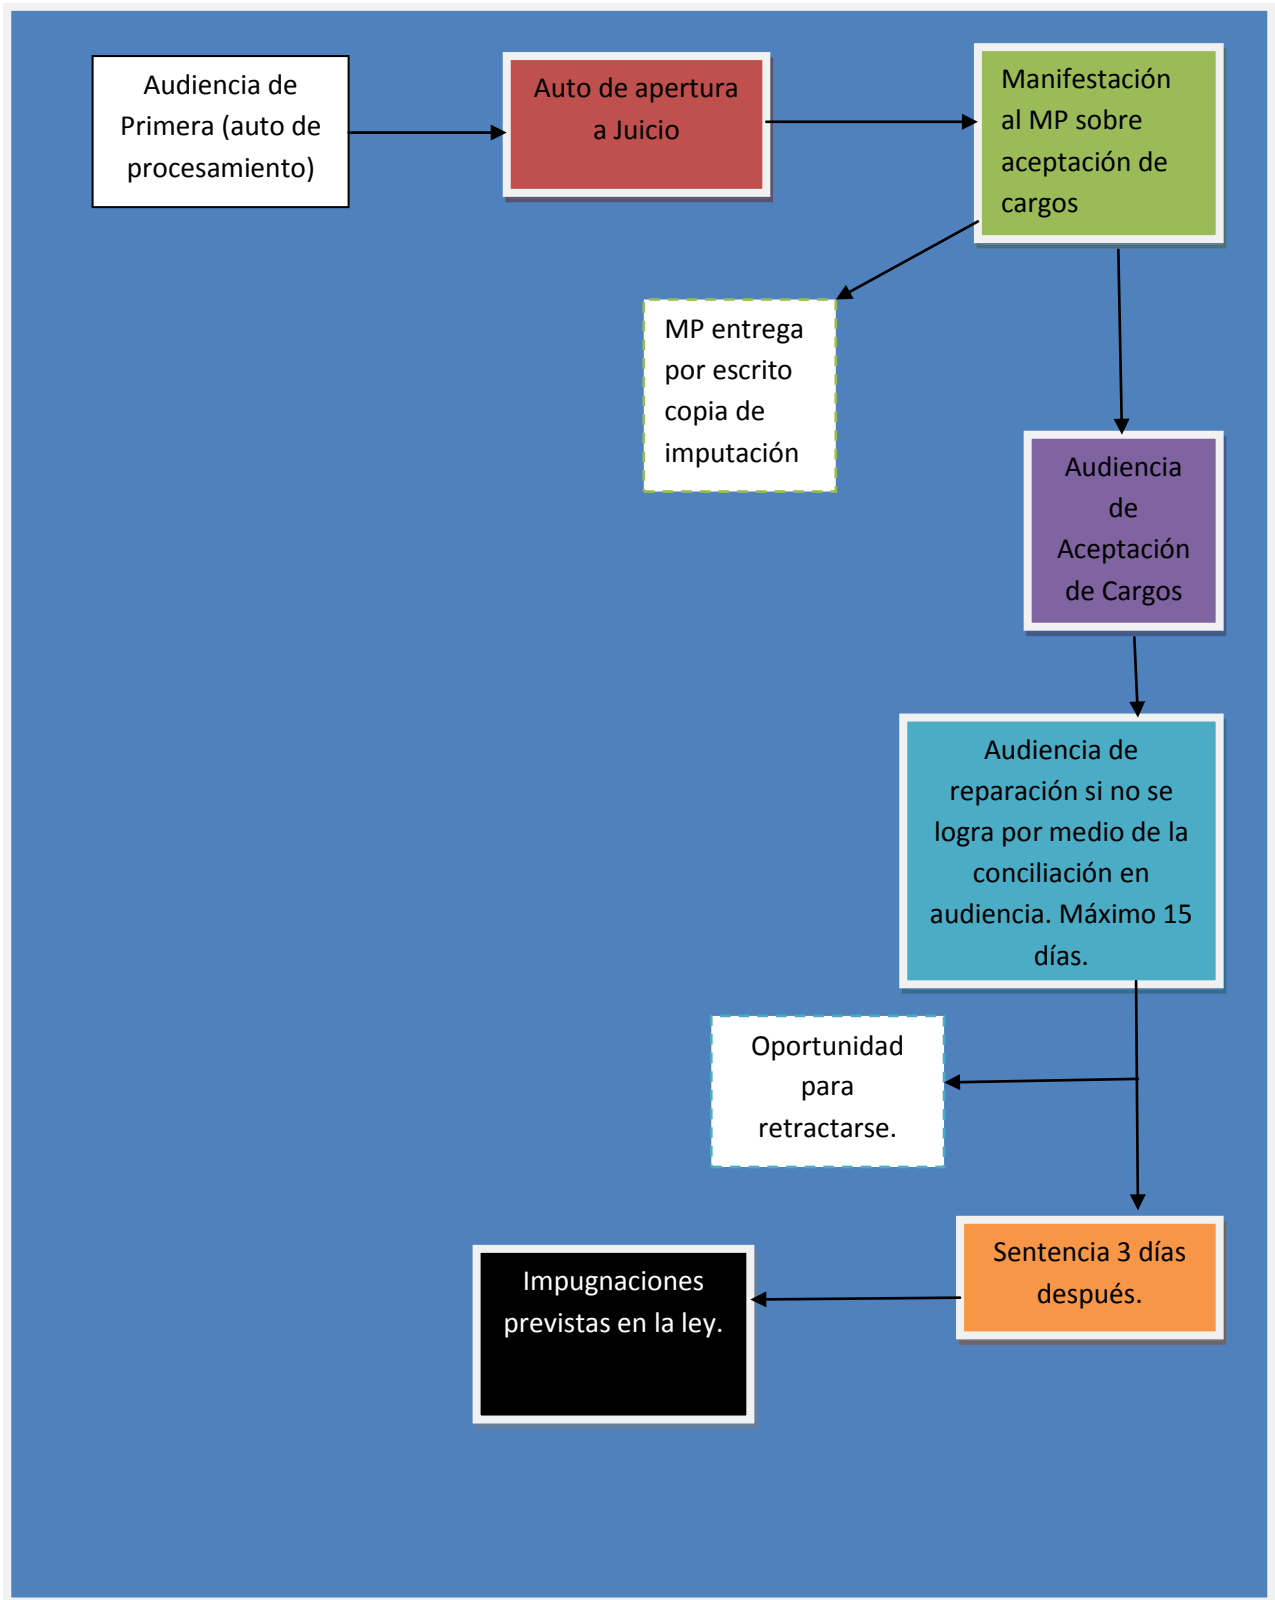 Audiencia de
Primera (auto de
procesamiento)
Auto de apertura
a Juicio
Manifestación
al MP sobre
aceptación de
cargos
MP entrega
por escrito
copia de
imputación
Audiencia
de
Aceptación
de Cargos
Audiencia de
reparación si no se
logra por medio de la
conciliación en
audiencia. Máximo 15
días.
Oportunidad
para
retractarse.
Sentencia 3 días
después.
Impugnaciones
previstas en la ley.